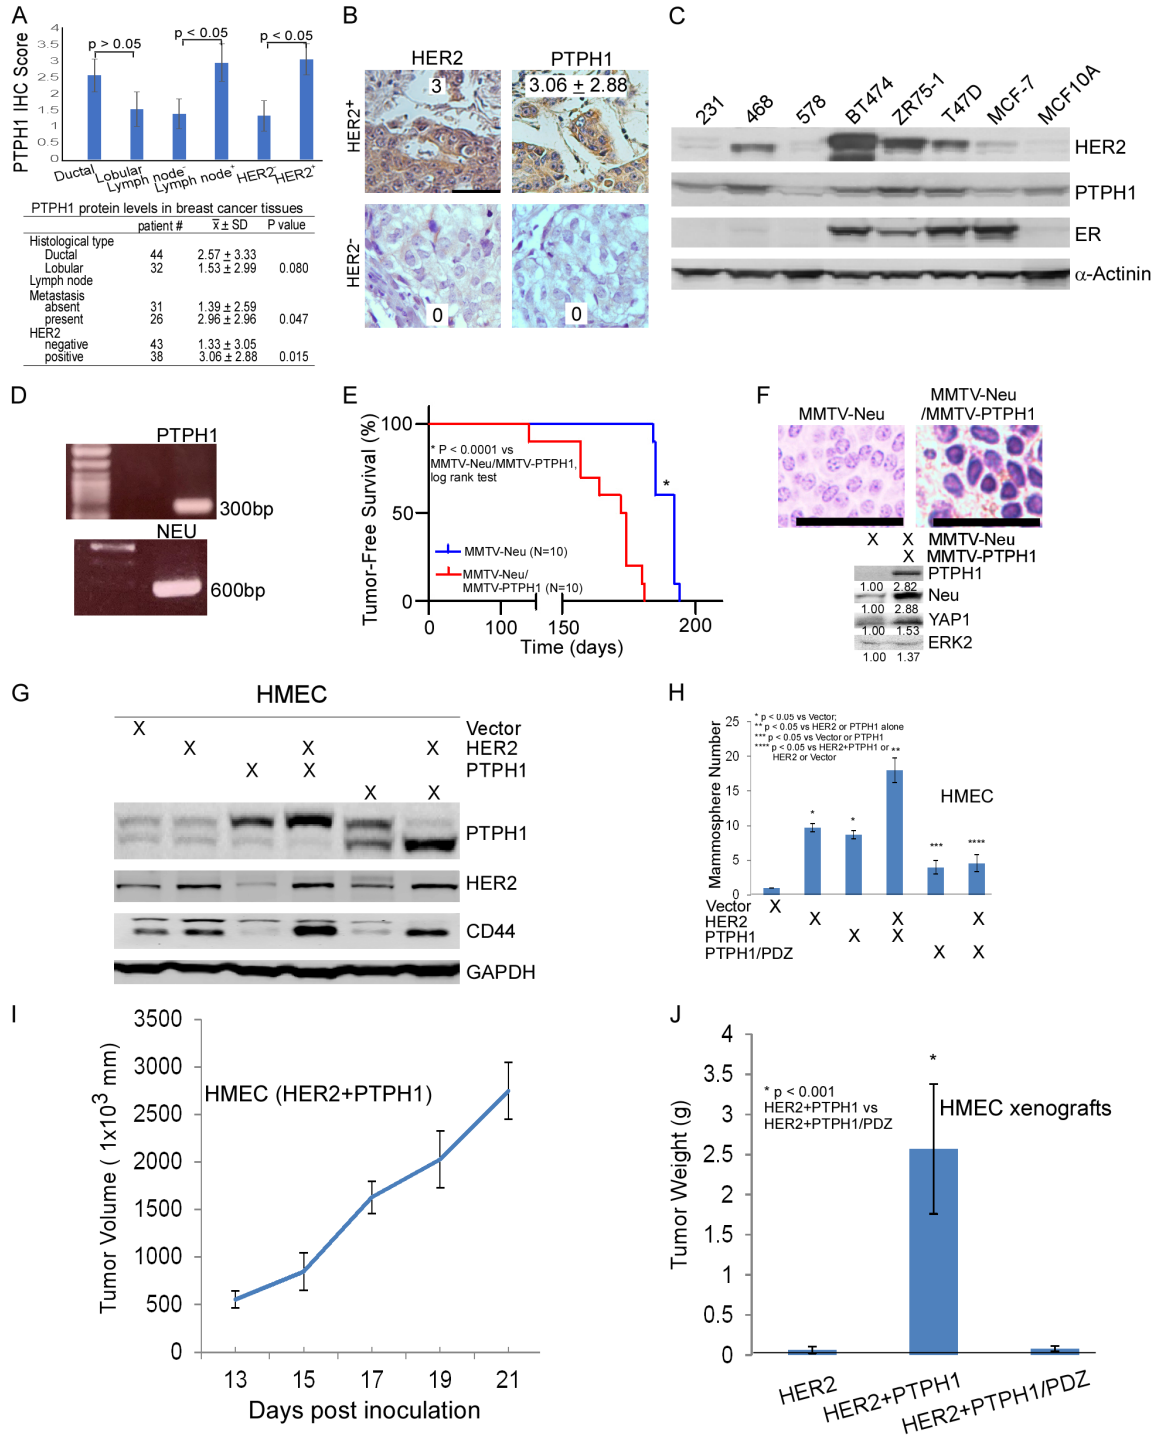 A
PTPH1 IHC Score
4
3.5
3
2.5
2
1.5
1
0.5
0
p > 0.05
p < 0.05
p < 0.05
Ductal
Lobular
Lymph node-
Lymph node+
HER2-
HER2+
PTPH1 protein levels in breast cancer tissues
patient # x̅ ± SD P value
Histological type
Ductal 44 2.57 ± 3.33
Lobular 32 1.53 ± 2.99 0.080
Lymph node
Metastasis
absent 31 1.39 ± 2.59
present 26 2.96 ± 2.96 0.047
HER2
negative 43 1.33 ± 3.05
positive 38 3.06 ± 2.88 0.015
B
HER2 PTPH1
HER2+
3 3.06 ± 2.88
HER2-
0 0
C
231 468 578 BT474 ZR75-1 T47D MCF-7 MCF10A
HER2
PTPH1
ER
α-Actinin
D
PTPH1
300bp
NEU
600bp
E
Tumor-Free Survival (%)
100
50
0
* P < 0.0001 vs
MMTV-Neu/MMTV-PTPH1,
log rank test
*
MMTV-Neu (N=10)
MMTV-Neu/
MMTV-PTPH1 (N=10)
0 100 150 200
Time (days)
F
MMTV-Neu
MMTV-Neu
/MMTV-PTPH1
X X MMTV-Neu
X MMTV-PTPH1
PTPH1
1.00 2.82
Neu
1.00 2.88
YAP1
1.00 1.53
ERK2
1.00 1.37
G
HMEC
X Vector
X X X HER2
X X PTPH1
X X
PTPH1
HER2
CD44
GAPDH
H
Mammosphere Number
25
20
15
10
5
0
* p < 0.05 vs Vector;
** p < 0.05 vs HER2 or PTPH1 alone
*** p < 0.05 vs Vector or PTPH1
**** p < 0.05 vs HER2+PTPH1 or
HER2 or Vector
HMEC
* * ** *** ****
Vector X
HER2 X X X
PTPH1 X X
PTPH1/PDZ X X
I
Tumor Volume ( 1x10³ mm)
3500
3000
2500
2000
1500
1000
500
0
HMEC (HER2+PTPH1)
13 15 17 19 21
Days post inoculation
J
Tumor Weight (g)
4
3.5
3
2.5
2
1.5
1
0.5
0
* p < 0.001
HER2+PTPH1 vs
HER2+PTPH1/PDZ
*
HMEC xenografts
HER2
HER2+PTPH1
HER2+PTPH1/PDZ